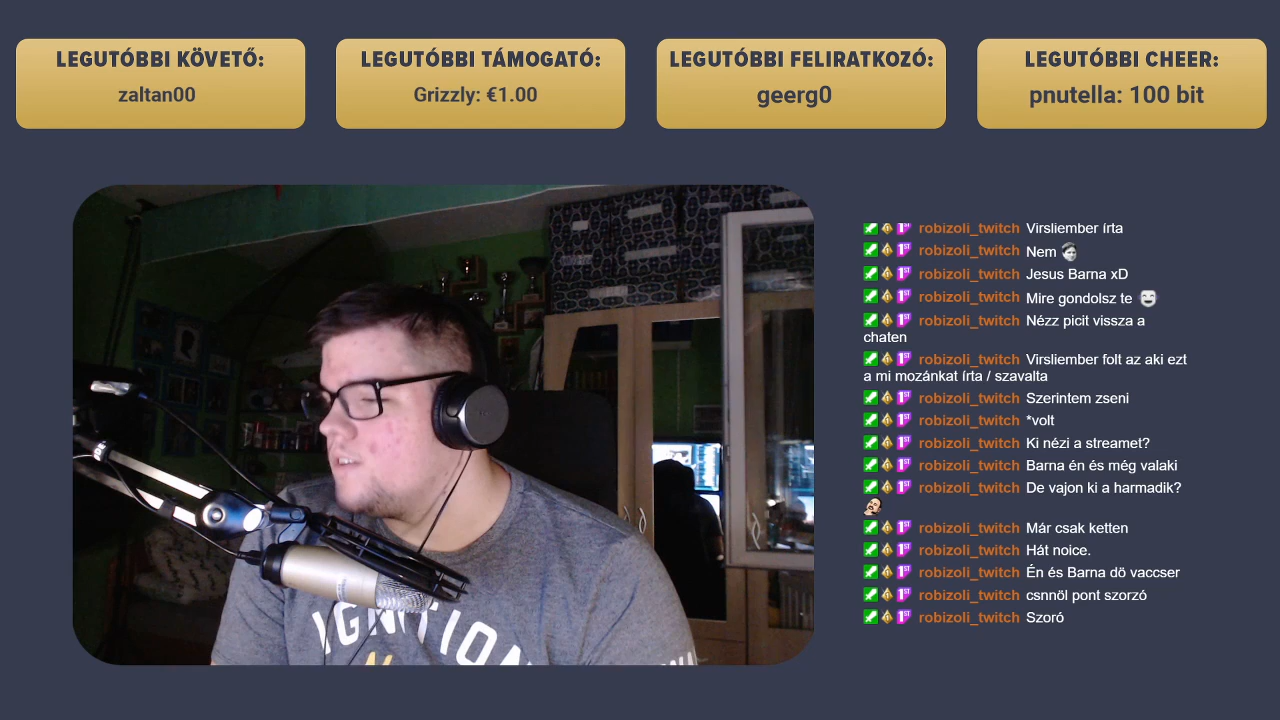 LEGUTÓBBI KÖVETŐ:
zaltan00
LEGUTÓBBI TÁMOGATÓ:
Grizzly: €1.00
LEGUTÓBBI FELIRATKOZÓ:
geerg0
LEGUTÓBBI CHEER:
pnutella: 100 bit
IGNITION
robizoli_twitch Virsliember írta
robizoli_twitch Nem
robizoli_twitch Jesus Barna xD
robizoli_twitch Mire gondolsz te
robizoli_twitch Nézz picit vissza a
chaten
robizoli_twitch Virsliember folt az aki ezt
a mi mozánkat írta / szavalta
robizoli_twitch Szerintem zseni
robizoli_twitch *volt
robizoli_twitch Ki nézi a streamet?
robizoli_twitch Barna én és még valaki
robizoli_twitch De vajon ki a harmadik?
robizoli_twitch Már csak ketten
robizoli_twitch Hát noice.
robizoli_twitch Én és Barna dö vaccser
robizoli_twitch csnnöl pont szorzó
robizoli_twitch Szoró